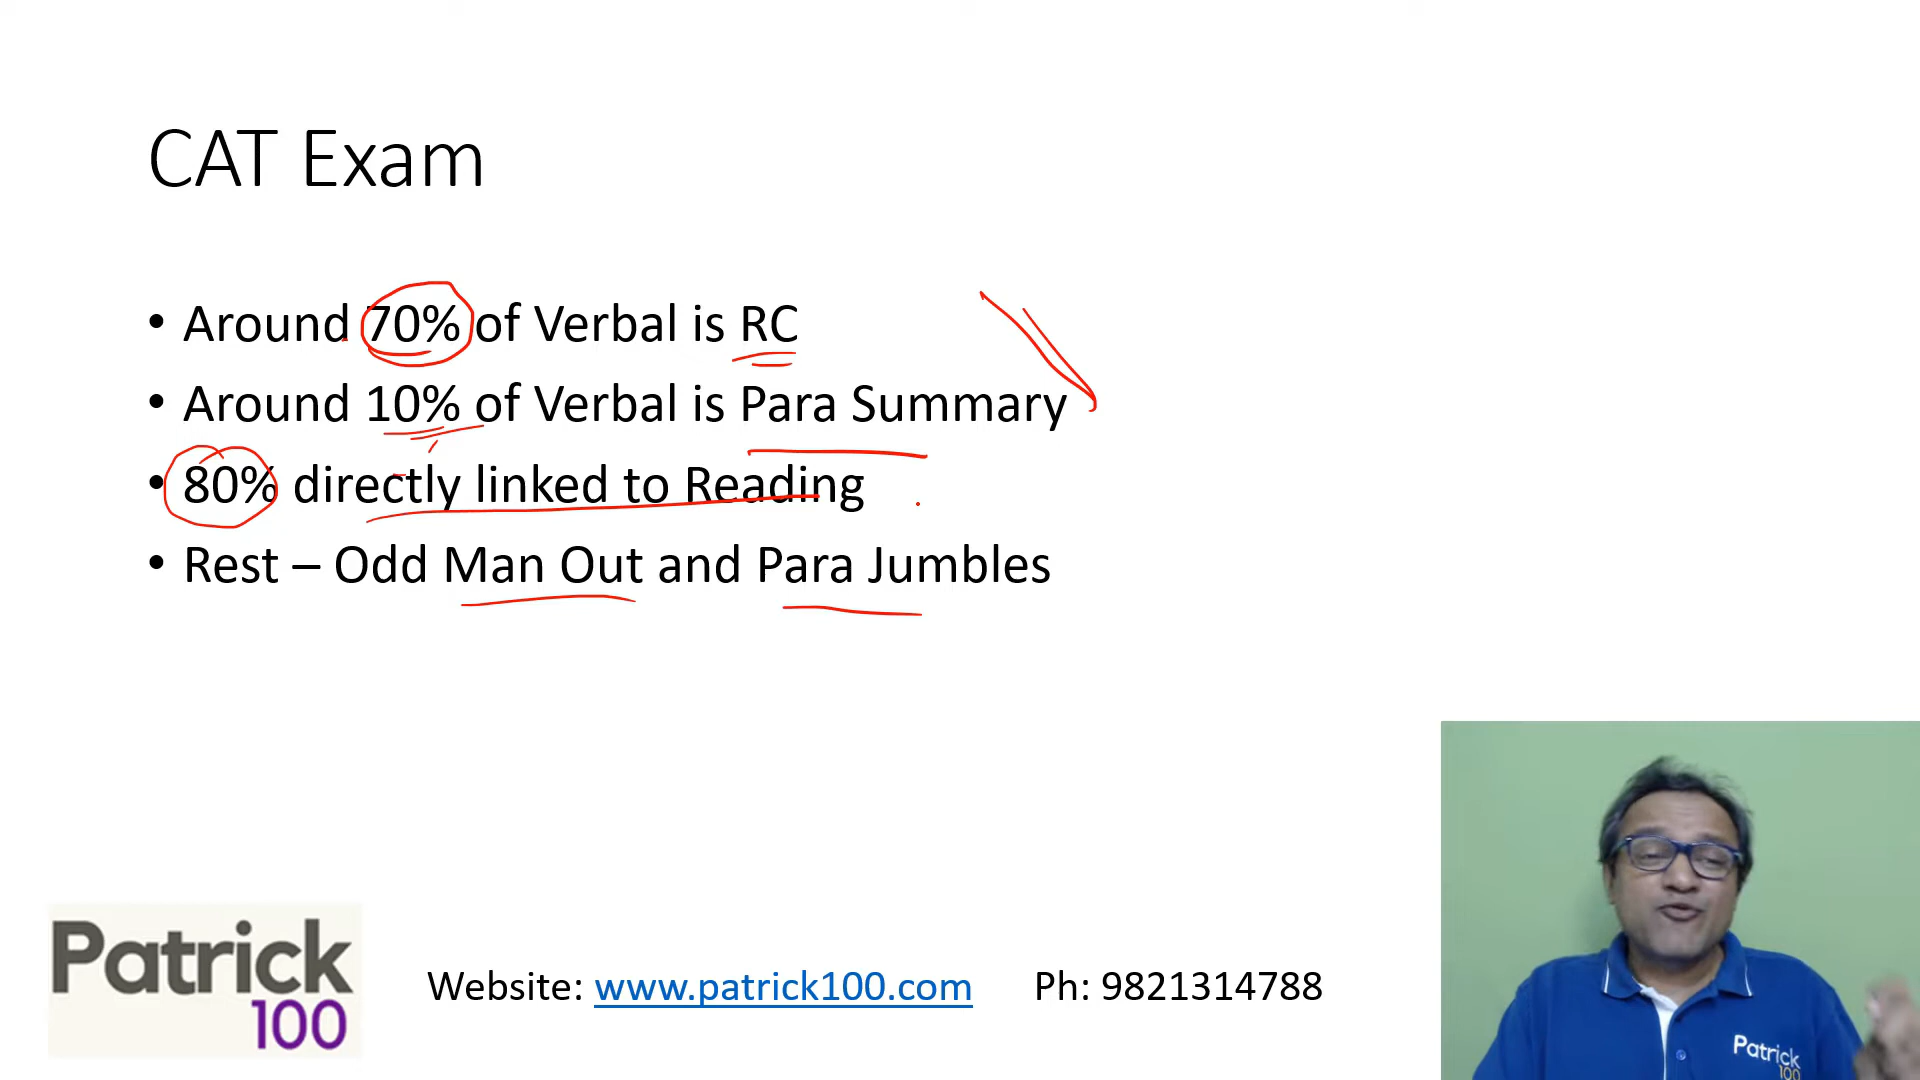 CAT Exam
• Around 70% of Verbal is RC
• Around 10% of Verbal is Para Summary
• 80% directly linked to Reading
• Rest – Odd Man Out and Para Jumbles
Patrick
100
Website: www.patrick100.com Ph: 9821314788
Patrick
100